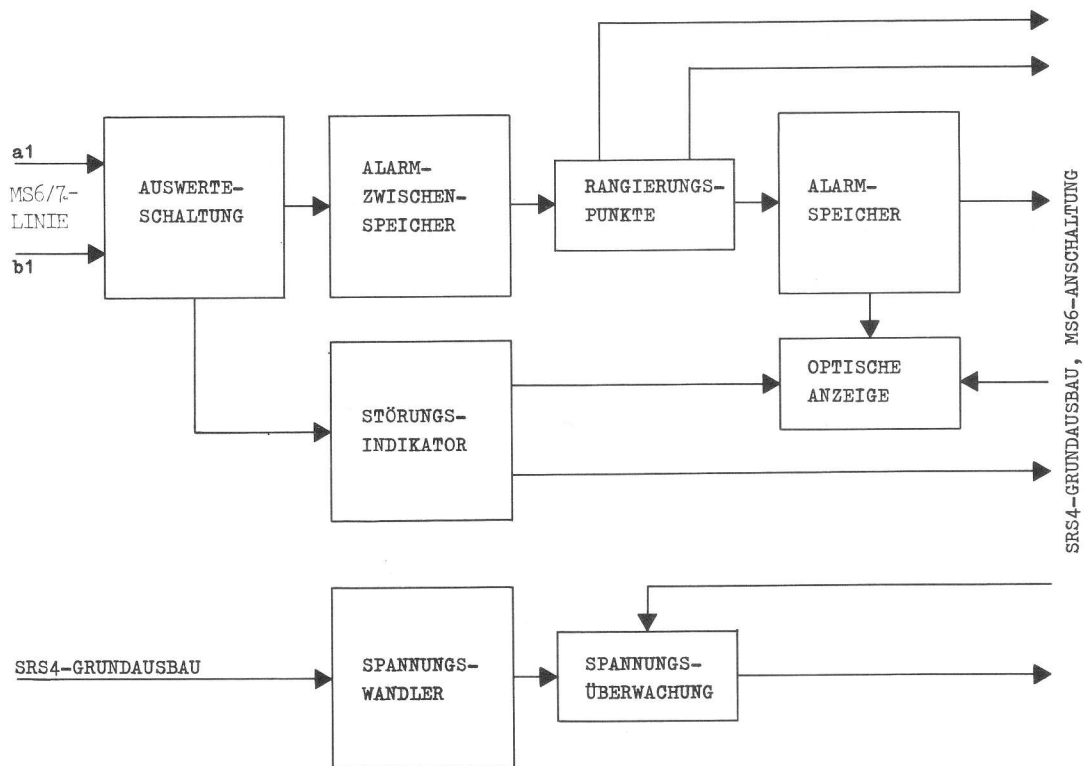 a1
MS6/7-
LINIE
b1
AUSWERTE-
SCHALTUNG
ALARM-
ZWISCHEN-
SPEICHER
RANGIERUNGS-
PUNKTE
ALARM-
SPEICHER
STÖRUNGS-
INDIKATOR
OPTISCHE
ANZEIGE
SRS4-GRUNDAUSBAU, MS6-ANSCHALTUNG
SRS4-GRUNDAUSBAU
SPANNUNGS-
WANDLER
SPANNUNGS-
ÜBERWACHUNG